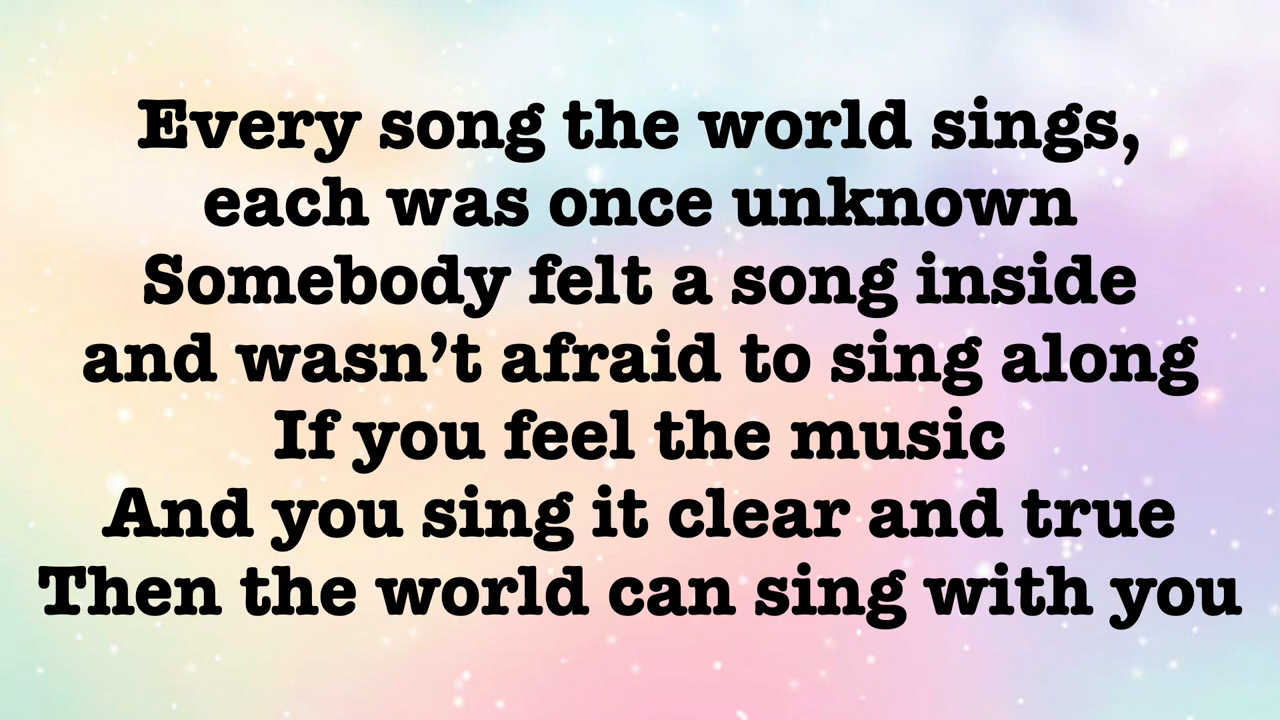 Every song the world sings,
each was once unknown
Somebody felt a song inside
and wasn’t afraid to sing along
If you feel the music
And you sing it clear and true
Then the world can sing with you